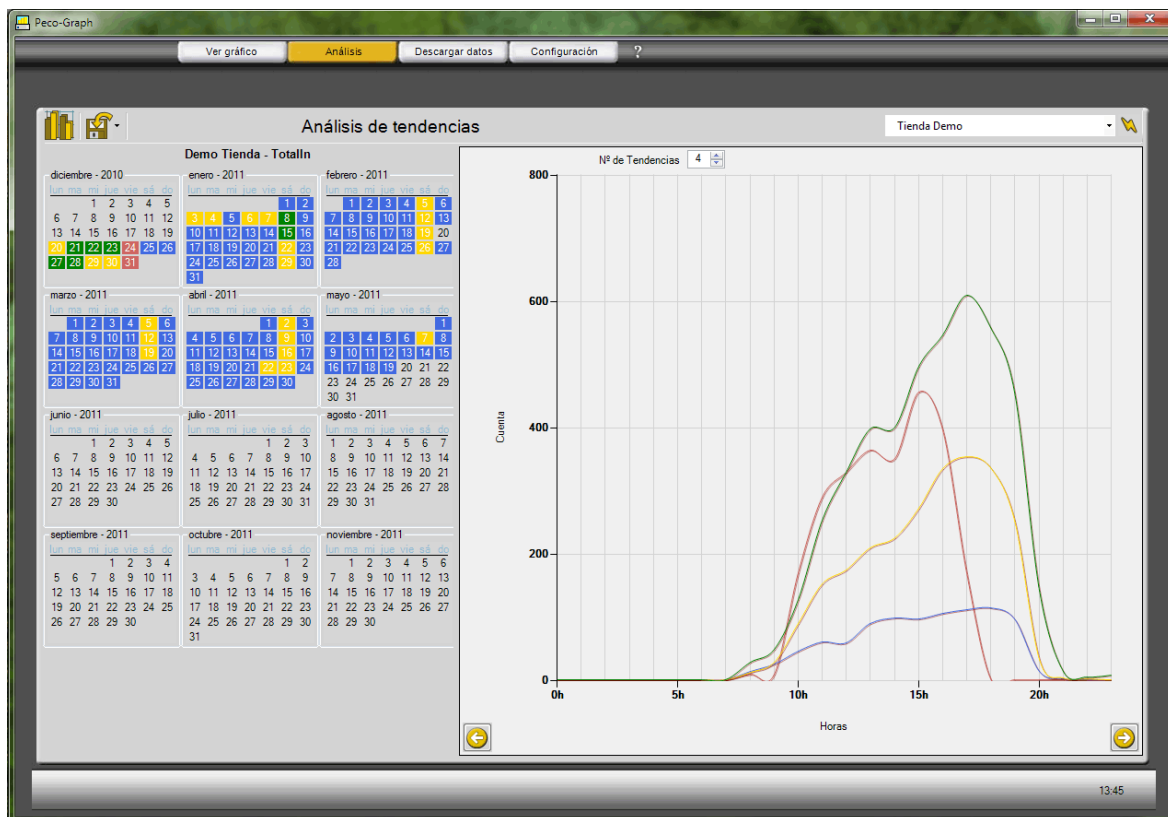 Peco-Graph
Ver gráfico Análisis Descargar datos Configuración ?
Análisis de tendencias
Tienda Demo
Demo Tienda - TotalIn
Nº de Tendencias 4
diciembre - 2010
lun ma mi jue vie sá do
1 2 3 4 5
6 7 8 9 10 11 12
13 14 15 16 17 18 19
20 21 22 23 24 25 26
27 28 29 30 31
enero - 2011
lun ma mi jue vie sá do
1 2
3 4 5 6 7 8 9
10 11 12 13 14 15 16
17 18 19 20 21 22 23
24 25 26 27 28 29 30
31
febrero - 2011
lun ma mi jue vie sá do
1 2 3 4 5 6
7 8 9 10 11 12 13
14 15 16 17 18 19 20
21 22 23 24 25 26 27
28
marzo - 2011
lun ma mi jue vie sá do
1 2 3 4 5 6
7 8 9 10 11 12 13
14 15 16 17 18 19 20
21 22 23 24 25 26 27
28 29 30 31
abril - 2011
lun ma mi jue vie sá do
1 2 3
4 5 6 7 8 9 10
11 12 13 14 15 16 17
18 19 20 21 22 23 24
25 26 27 28 29 30
mayo - 2011
lun ma mi jue vie sá do
1
2 3 4 5 6 7 8
9 10 11 12 13 14 15
16 17 18 19 20 21 22
23 24 25 26 27 28 29
30 31
junio - 2011
lun ma mi jue vie sá do
1 2 3 4 5
6 7 8 9 10 11 12
13 14 15 16 17 18 19
20 21 22 23 24 25 26
27 28 29 30
julio - 2011
lun ma mi jue vie sá do
1 2 3
4 5 6 7 8 9 10
11 12 13 14 15 16 17
18 19 20 21 22 23 24
25 26 27 28 29 30 31
agosto - 2011
lun ma mi jue vie sá do
1 2 3 4 5 6 7
8 9 10 11 12 13 14
15 16 17 18 19 20 21
22 23 24 25 26 27 28
29 30 31
septiembre - 2011
lun ma mi jue vie sá do
1 2 3 4
5 6 7 8 9 10 11
12 13 14 15 16 17 18
19 20 21 22 23 24 25
26 27 28 29 30
octubre - 2011
lun ma mi jue vie sá do
1 2
3 4 5 6 7 8 9
10 11 12 13 14 15 16
17 18 19 20 21 22 23
24 25 26 27 28 29 30
31
noviembre - 2011
lun ma mi jue vie sá do
1 2 3 4 5 6
7 8 9 10 11 12 13
14 15 16 17 18 19 20
21 22 23 24 25 26 27
28 29 30
800
600
400
200
0
Cuenta
0h 5h 10h 15h 20h
Horas
13:45